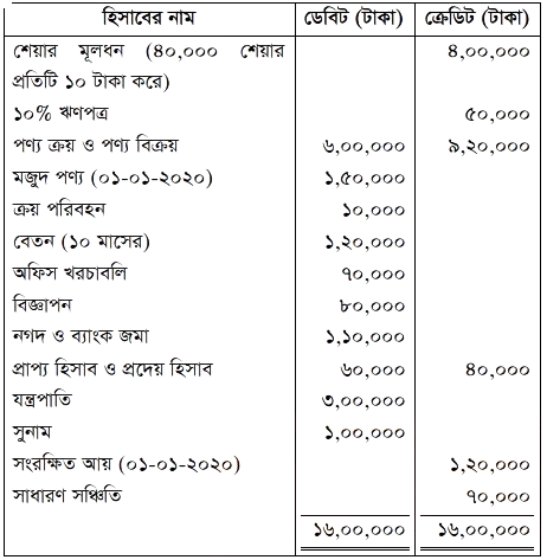 হিসাবের নাম ডেবিট (টাকা) ক্রেডিট (টাকা)
শেয়ার মূলধন (৪০,০০০ শেয়ার ৪,০০,০০০
প্রতিটি ১০ টাকা করে)
১০% ঋণপত্র ৫০,০০০
পণ্য ক্রয় ও পণ্য বিক্রয় ৬,০০,০০০ ৯,২০,০০০
মজুদ পণ্য (০১-০১-২০২০) ১,৫০,০০০
ক্রয় পরিবহন ১০,০০০
বেতন (১০ মাসের) ১,২০,০০০
অফিস খরচাবলি ৭০,০০০
বিজ্ঞাপন ৮০,০০০
নগদ ও ব্যাংক জমা ১,১০,০০০
প্রাপ্য হিসাব ও প্রদেয় হিসাব ৬০,০০০ ৪০,০০০
যন্ত্রপাতি ৩,০০,০০০
সুনাম ১,০০,০০০
সংরক্ষিত আয় (০১-০১-২০২০) ১,২০,০০০
সাধারণ সঞ্চিতি ৭০,০০০
১৬,০০,০০০ ১৬,০০,০০০